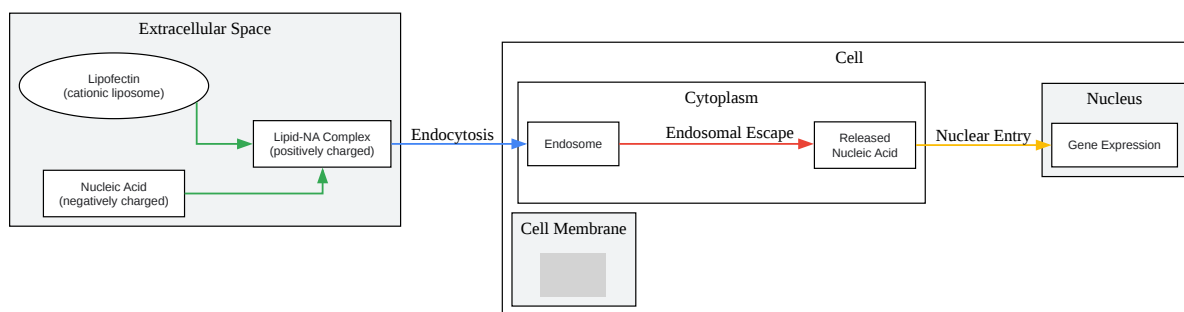 Extracellular Space
Lipofectin
(cationic liposome)
Lipid-NA Complex
(positively charged)
Nucleic Acid
(negatively charged)
Endocytosis
Cell
Cytoplasm
Endosome
Endosomal Escape
Released
Nucleic Acid
Nuclear Entry
Nucleus
Gene Expression
Cell Membrane